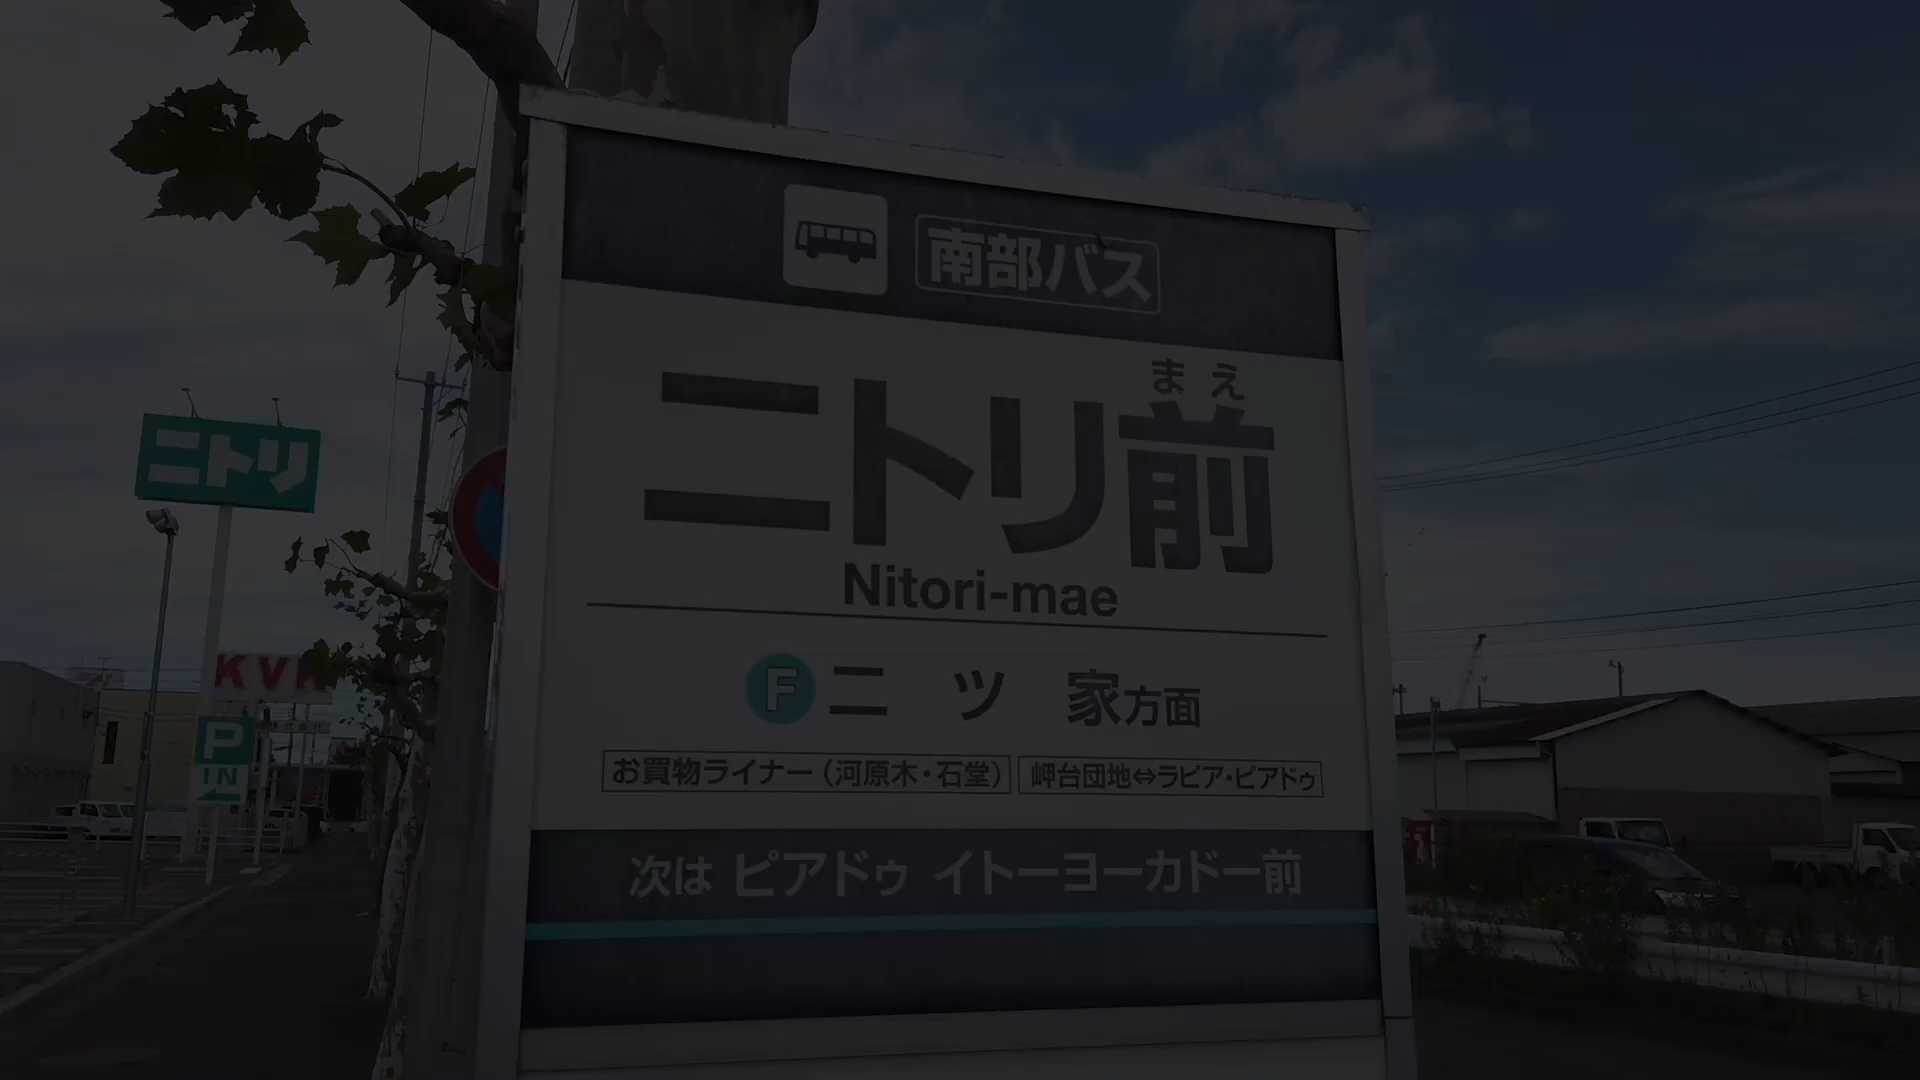 南部バス
まえ
ニトリ前
Nitori-mae
F 二ツ家方面
お買物ライナー（河原木・石堂）
岬台団地⇔ラピア・ピアドゥ
次は ピアドゥ イトーヨーカドー前
ニトリ
KVK
P
IN